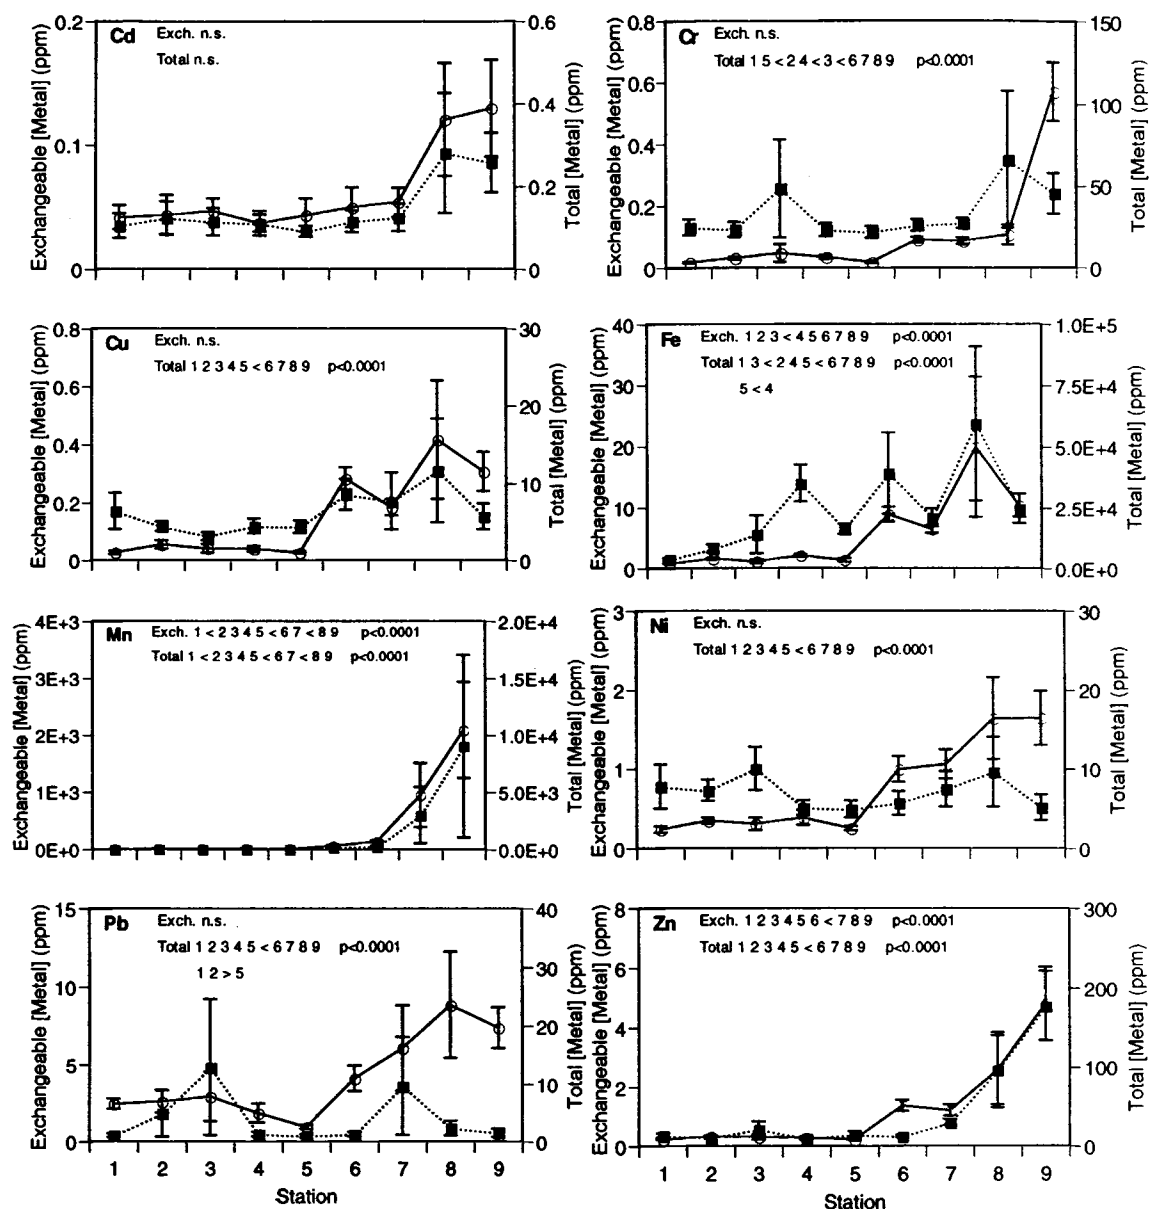 Cd
Exch. n.s.
Total n.s.
Exchangeable [Metal] (ppm)
0.2
0.1
0
Total [Metal] (ppm)
0.6
0.4
0.2
0
Cr
Exch. n.s.
Total 1 5 < 2 4 < 3 < 6 7 8 9 p<0.0001
Exchangeable [Metal] (ppm)
0.8
0.6
0.4
0.2
0
Total [Metal] (ppm)
150
100
50
0
Cu
Exch. n.s.
Total 1 2 3 4 5 < 6 7 8 9 p<0.0001
Exchangeable [Metal] (ppm)
0.8
0.6
0.4
0.2
0
Total [Metal] (ppm)
30
20
10
0
Fe
Exch. 1 2 3 < 4 5 6 7 8 9 p<0.0001
Total 1 3 < 2 4 5 < 6 7 8 9 p<0.0001
5 < 4
Exchangeable [Metal] (ppm)
40
30
20
10
0
Total [Metal] (ppm)
1.0E+5
7.5E+4
5.0E+4
2.5E+4
0.0E+0
Mn
Exch. 1 < 2 3 4 5 < 6 7 < 8 9 p<0.0001
Total 1 < 2 3 4 5 < 6 7 < 8 9 p<0.0001
Exchangeable [Metal] (ppm)
4E+3
3E+3
2E+3
1E+3
0E+0
Total [Metal] (ppm)
2.0E+4
1.5E+4
1.0E+4
5.0E+3
0.0E+0
Ni
Exch. n.s.
Total 1 2 3 4 5 < 6 7 8 9 p<0.0001
Exchangeable [Metal] (ppm)
3
2
1
0
Total [Metal] (ppm)
30
20
10
0
Pb
Exch. n.s.
Total 1 2 3 4 5 < 6 7 8 9 p<0.0001
1 2 > 5
Exchangeable [Metal] (ppm)
15
10
5
0
Total [Metal] (ppm)
40
30
20
10
0
1 2 3 4 5 6 7 8 9
Station
Zn
Exch. 1 2 3 4 5 6 < 7 8 9 p<0.0001
Total 1 2 3 4 5 < 6 7 8 9 p<0.0001
Exchangeable [Metal] (ppm)
8
6
4
2
0
Total [Metal] (ppm)
300
200
100
0
1 2 3 4 5 6 7 8 9
Station